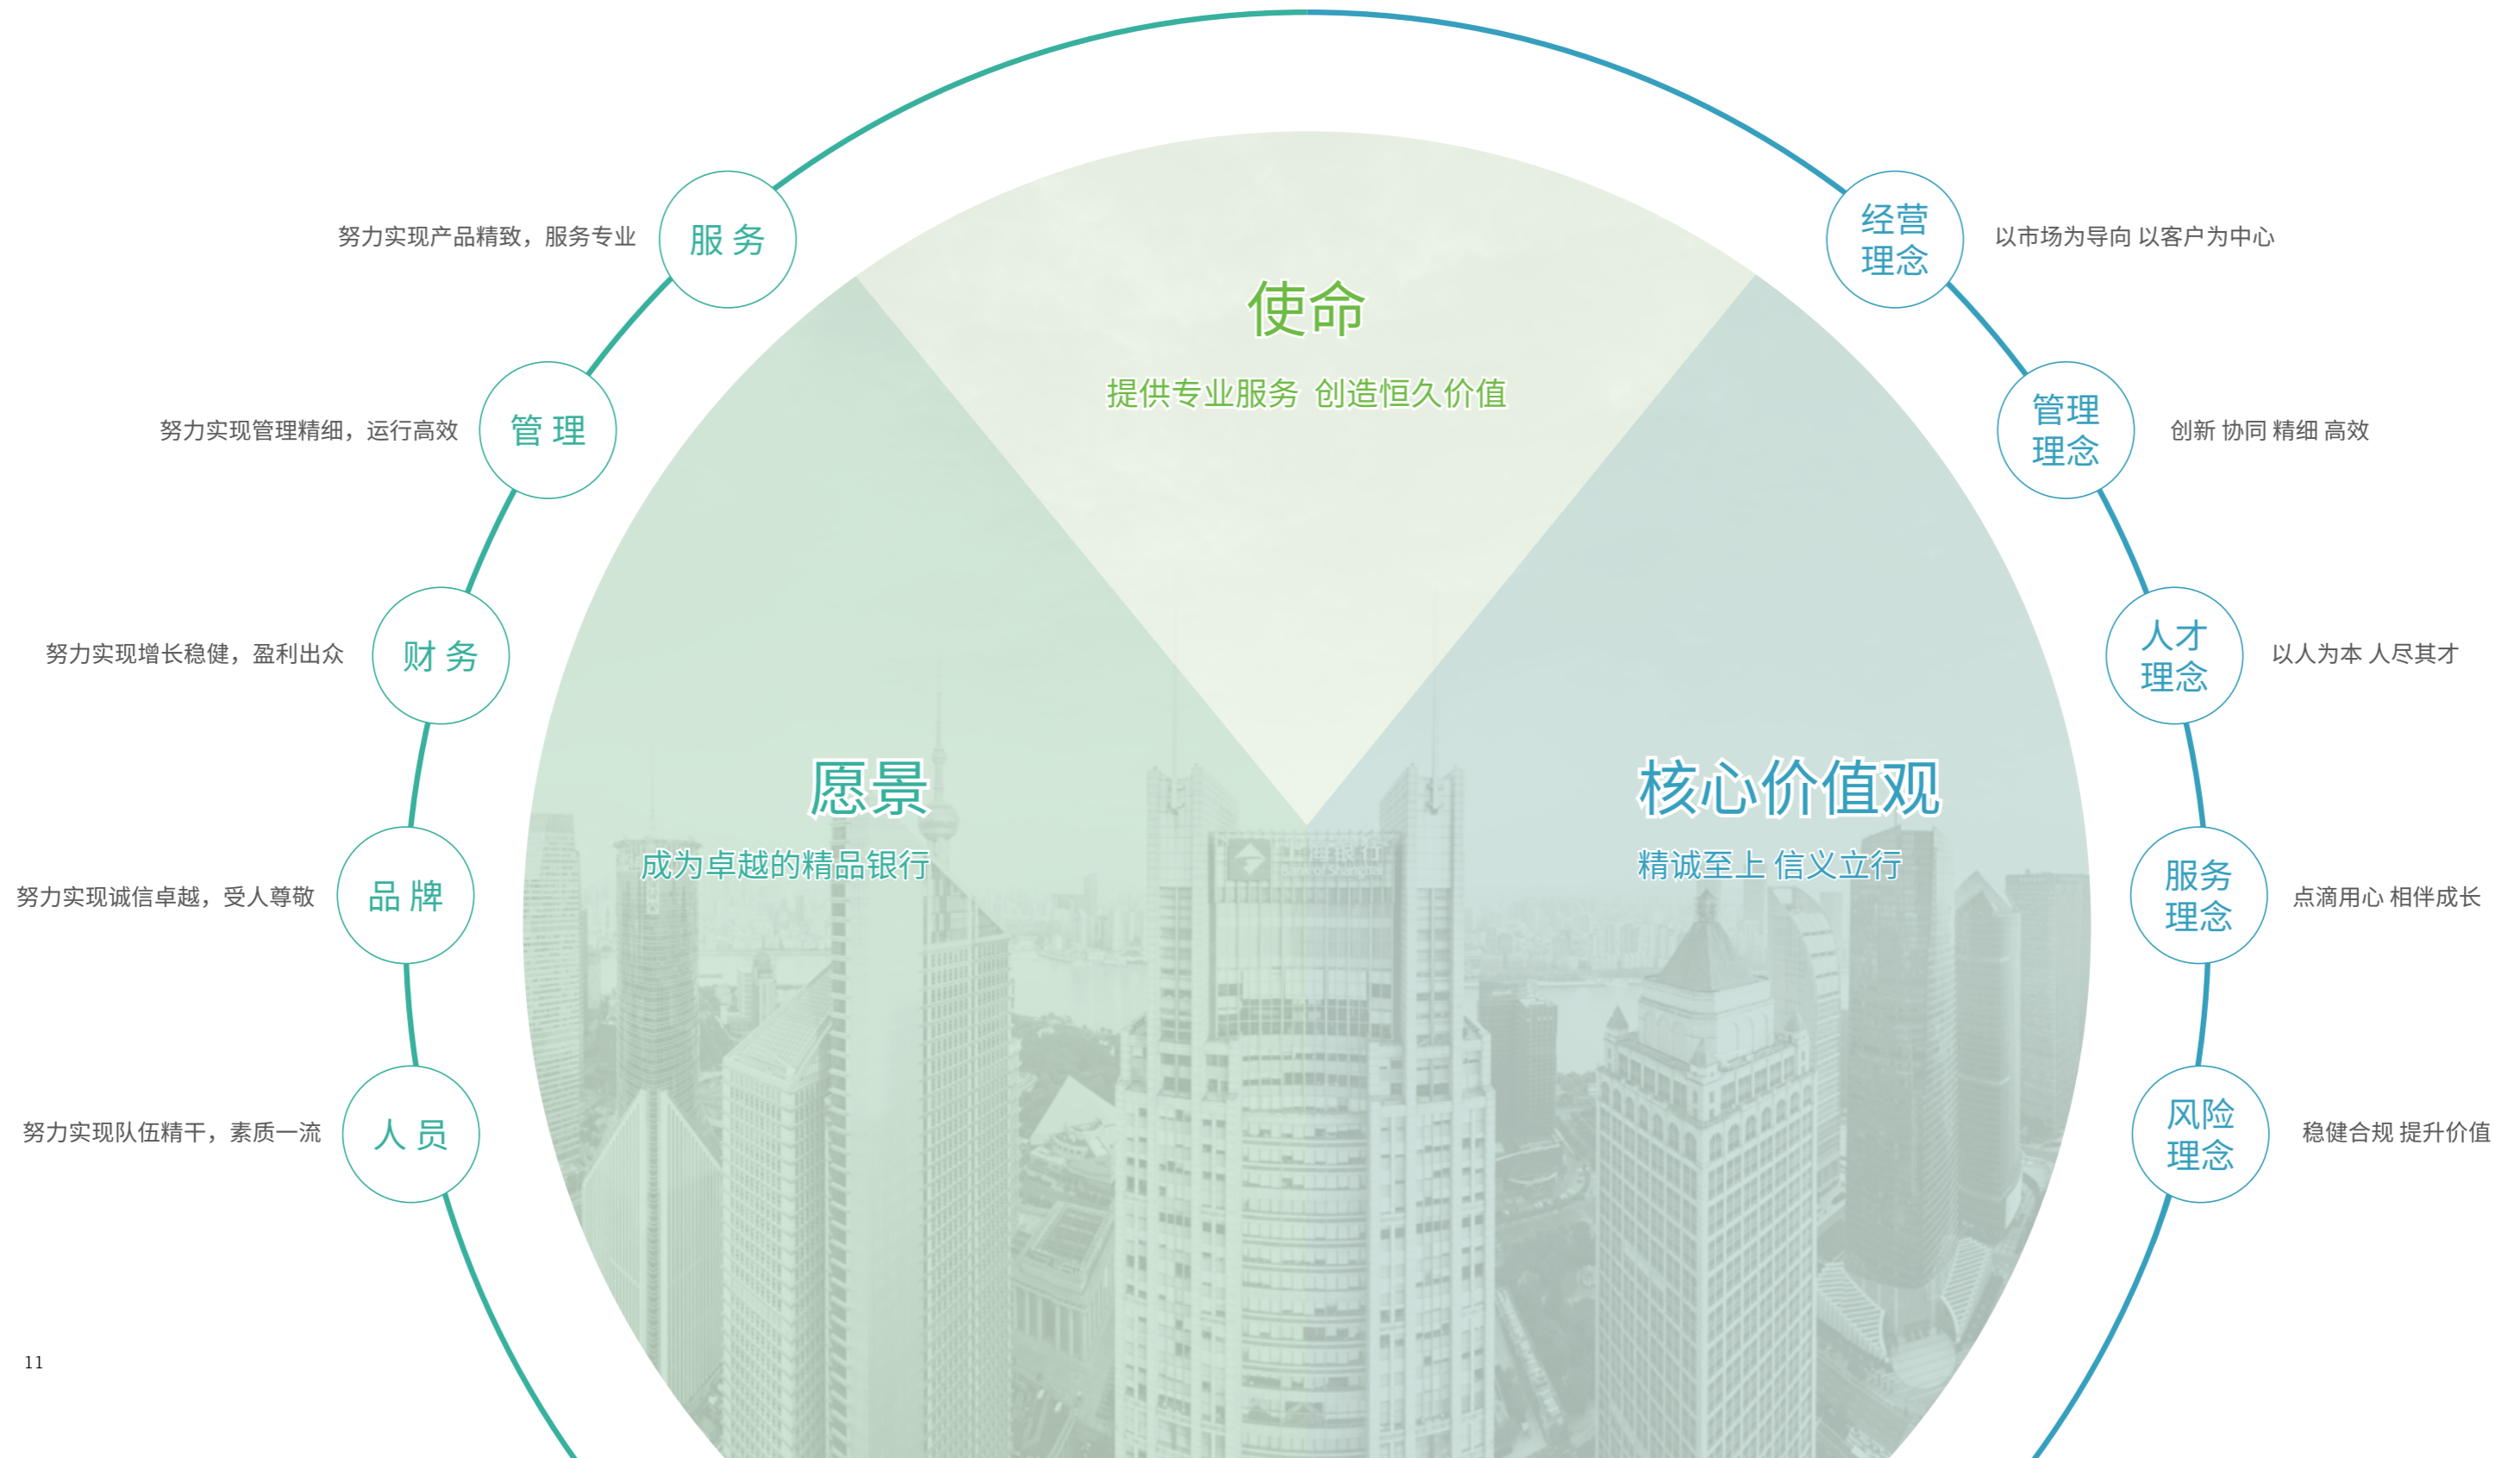 服务
努力实现产品精致，服务专业
管理
努力实现管理精细，运行高效
财务
努力实现增长稳健，盈利出众
品牌
努力实现诚信卓越，受人尊敬
人员
努力实现队伍精干，素质一流
使命
提供专业服务 创造恒久价值
愿景
成为卓越的精品银行
核心价值观
精诚至上 信义立行
上海银行
Bank of Shanghai
经营
理念
以市场为导向 以客户为中心
管理
理念
创新 协同 精细 高效
人才
理念
以人为本 人尽其才
服务
理念
点滴用心 相伴成长
风险
理念
稳健合规 提升价值
11